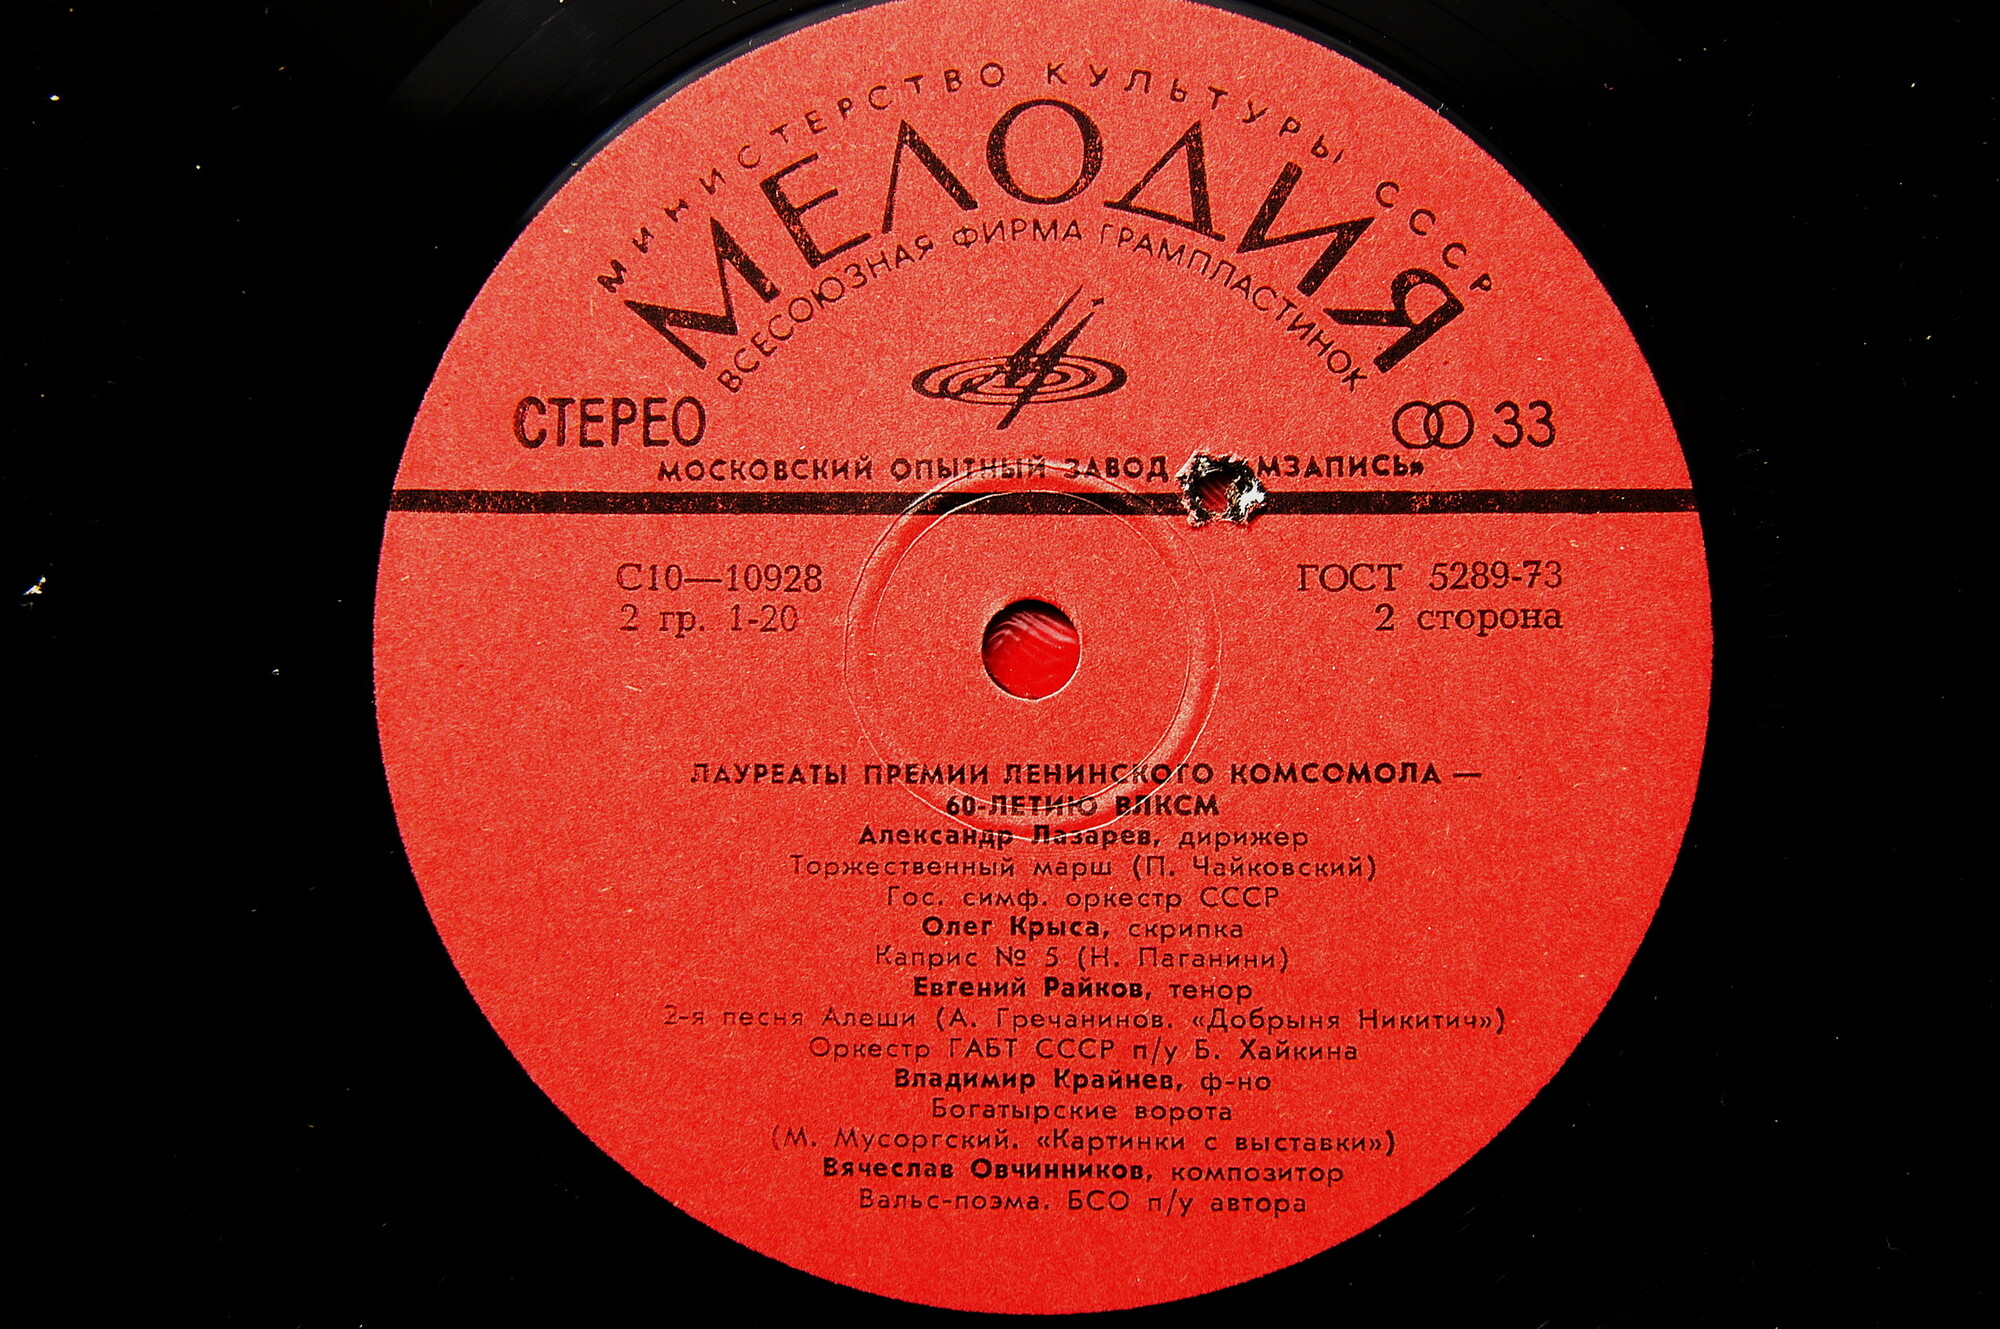 МИНИСТЕРСТВО КУЛЬТУРЫ СССР
МЕЛОДИЯ
ВСЕСОЮЗНАЯ ФИРМА ГРАМПЛАСТИНОК
СТЕРЕО
33
МОСКОВСКИЙ ОПЫТНЫЙ ЗАВОД МЗАПИСЬ»
С10—10928
ГОСТ 5289-73
2 гр. 1-20
2 сторона
ЛАУРЕАТЫ ПРЕМИИ ЛЕНИНСКОГО КОМСОМОЛА —
60-ЛЕТИЮ ВЛКСМ
Александр Лазарев, дирижер
Торжественный марш (П. Чайковский)
Гос. симф. оркестр СССР
Олег Крыса, скрипка
Каприс № 5 (Н. Паганини)
Евгений Райков, тенор
2-я песня Алеши (А. Гречанинов. «Добрыня Никитич»)
Оркестр ГАБТ СССР п/у Б. Хайкина
Владимир Крайнев, ф-но
Богатырские ворота
(М. Мусоргский. «Картинки с выставки»)
Вячеслав Овчинников, композитор
Вальс-поэма. БСО п/у автора